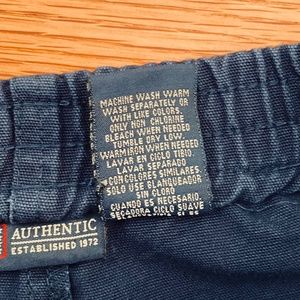 MACHINE WASH WARM
WASH SEPARATELY OR
WITH LIKE COLORS.
ONLY NON CHLORINE
BLEACH WHEN NEEDED
TUMBLE DRY LOW
WARM IRON WHEN NEEDED
LAVAR EN CICLO TIBIO.
LAVAR SEPARADO
CON COLORES SIMILARES.
SOLO USE BLANQUEADOR
SIN CLORO
CUANDO ES NECESARIO.
SECADORA CICLO SUAVE
AUTHENTIC
ESTABLISHED 1972